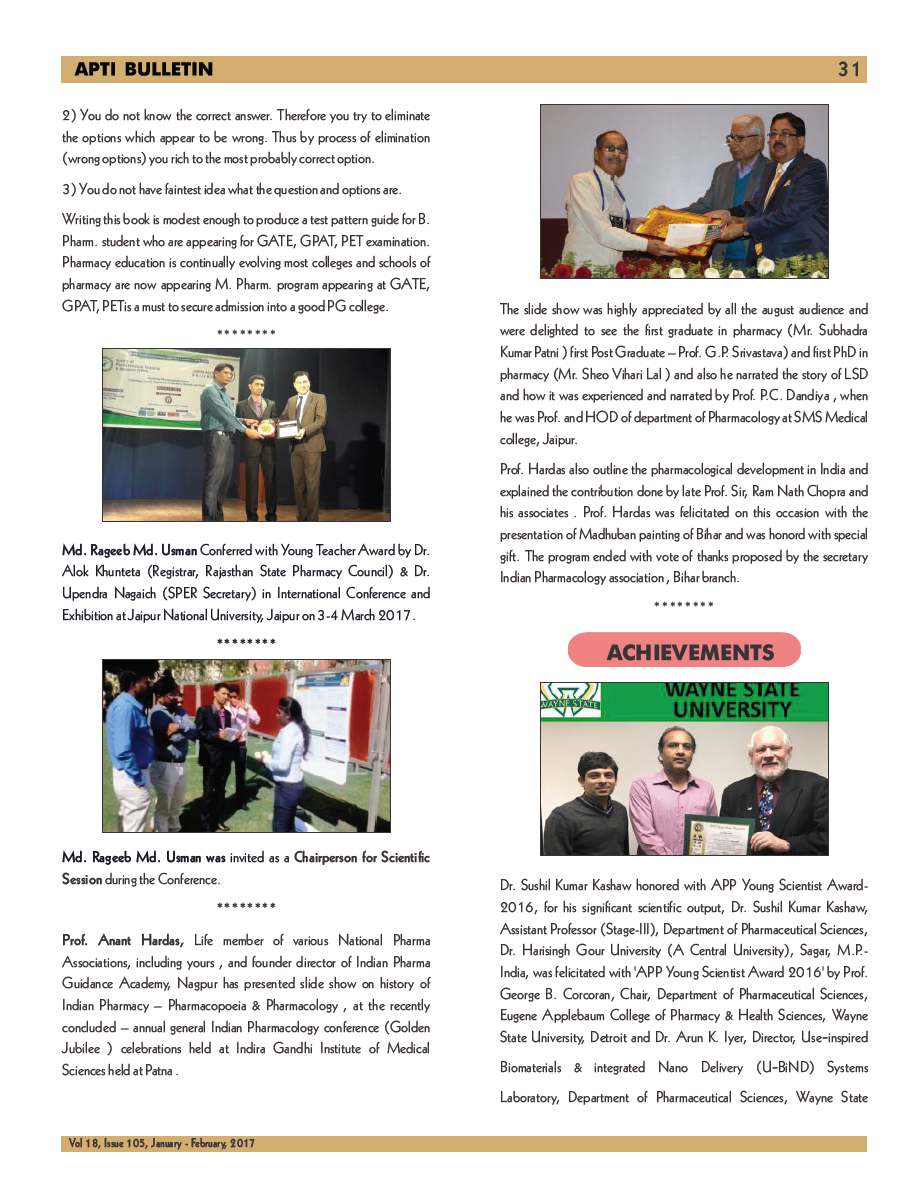 APTI BULLETIN
31
2) You do not know the correct answer. Therefore you try to eliminate
the options which appear to be wrong. Thus by process of elimination
(wrong options) you rich to the most probably correct option.
3) You do not have faintest idea what the question and options are.
Writing this book is modest enough to produce a test pattern guide for B.
Pharm. student who are appearing for GATE, GPAT, PET examination.
Pharmacy education is continually evolving most colleges and schools of
pharmacy are now appearing M. Pharm. program appearing at GATE,
GPAT, PETis a must to secure admission into a good PG college.
********
Md. Rageeb Md. Usman Conferred with Young Teacher Award by Dr.
Alok Khunteta (Registrar, Rajasthan State Pharmacy Council) & Dr.
Upendra Nagaich (SPER Secretary) in International Conference and
Exhibition at Jaipur National University, Jaipur on 3-4 March 2017 .
********
Md. Rageeb Md. Usman was invited as a Chairperson for Scientific
Session during the Conference.
********
Prof. Anant Hardas, Life member of various National Pharma
Associations, including yours , and founder director of Indian Pharma
Guidance Academy, Nagpur has presented slide show on history of
Indian Pharmacy – Pharmacopoeia & Pharmacology , at the recently
concluded – annual general Indian Pharmacology conference (Golden
Jubilee ) celebrations held at Indira Gandhi Institute of Medical
Sciences held at Patna .
The slide show was highly appreciated by all the august audience and
were delighted to see the first graduate in pharmacy (Mr. Subhadra
Kumar Patni ) first Post Graduate – Prof. G.P. Srivastava) and first PhD in
pharmacy (Mr. Sheo Vihari Lal ) and also he narrated the story of LSD
and how it was experienced and narrated by Prof. P.C. Dandiya , when
he was Prof. and HOD of department of Pharmacology at SMS Medical
college, Jaipur.
Prof. Hardas also outline the pharmacological development in India and
explained the contribution done by late Prof. Sir, Ram Nath Chopra and
his associates . Prof. Hardas was felicitated on this occasion with the
presentation of Madhuban painting of Bihar and was honord with special
gift. The program ended with vote of thanks proposed by the secretary
Indian Pharmacology association , Bihar branch.
********
ACHIEVEMENTS
WAYNE STATE
WAYNE STATE
UNIVERSITY
Dr. Sushil Kumar Kashaw honored with APP Young Scientist Award-
2016, for his significant scientific output, Dr. Sushil Kumar Kashaw,
Assistant Professor (Stage-III), Department of Pharmaceutical Sciences,
Dr. Harisingh Gour University (A Central University), Sagar, M.P.-
India, was felicitated with 'APP Young Scientist Award 2016' by Prof.
George B. Corcoran, Chair, Department of Pharmaceutical Sciences,
Eugene Applebaum College of Pharmacy & Health Sciences, Wayne
State University, Detroit and Dr. Arun K. Iyer, Director, Use-inspired
Biomaterials & integrated Nano Delivery (U-BiND) Systems
Laboratory, Department of Pharmaceutical Sciences, Wayne State
Vol 18, Issue 105, January - February, 2017